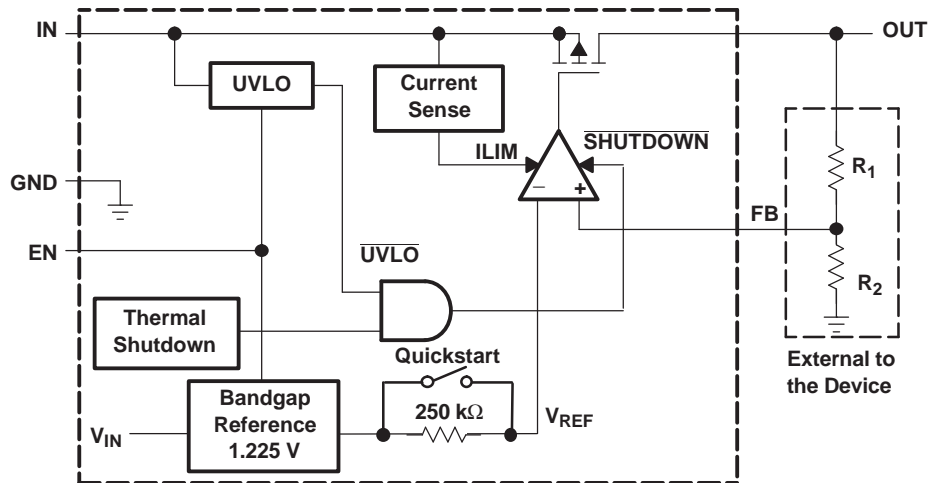 IN
OUT
UVLO
Current
Sense
ILIM
SHUTDOWN
R1
GND
− +
FB
EN
UVLO
R2
Thermal
Shutdown
Quickstart
External to
the Device
Bandgap
Reference
1.225 V
250 kΩ
VREF
VIN